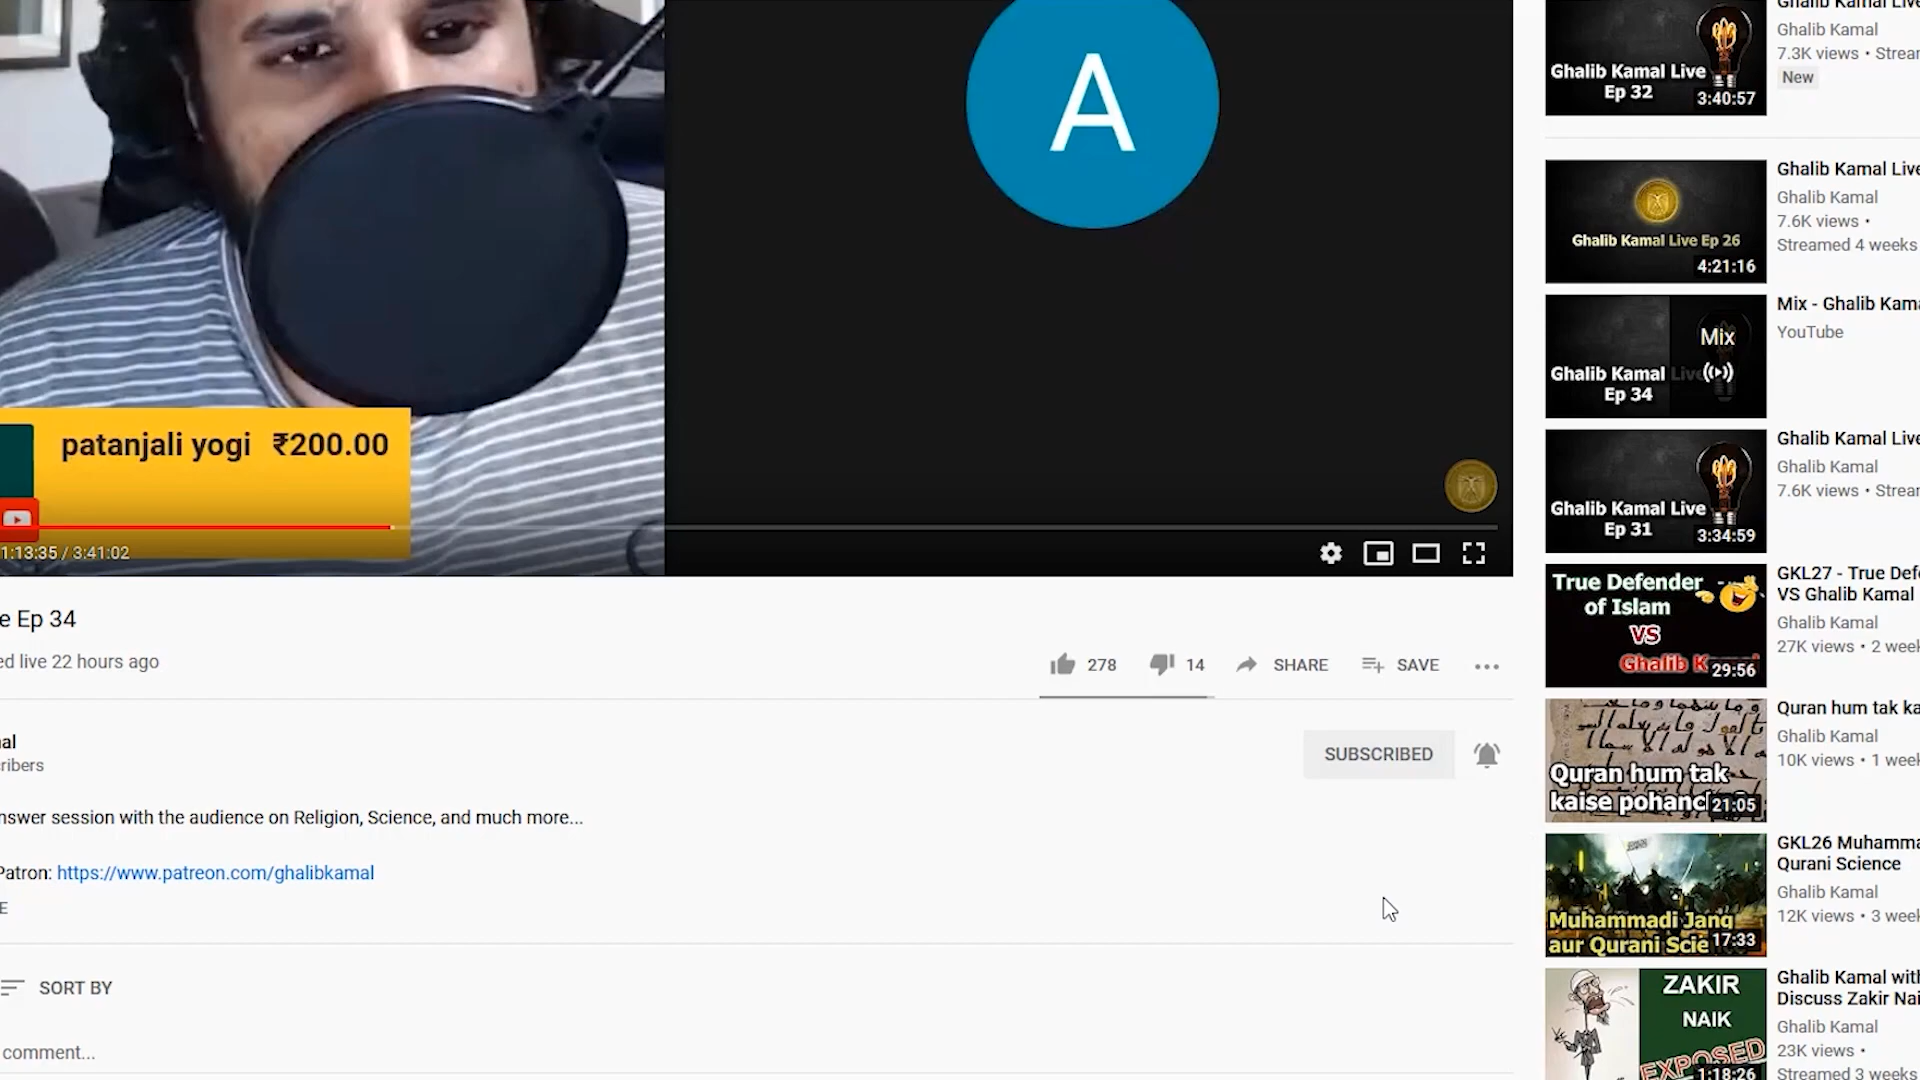 A
patanjali yogi ₹200.00
1:13:35 / 3:41:02
e Ep 34
ed live 22 hours ago
278
14
SHARE
SAVE
al
ribers
SUBSCRIBED
nswer session with the audience on Religion, Science, and much more...
Patron: https://www.patreon.com/ghalibkamal
E
SORT BY
comment...
Ghalib Kamal Live
Ep 32
3:40:57
Ghalib Kamal Live
Ghalib Kamal
7.3K views • Strear
New
Ghalib Kamal Live Ep 26
4:21:16
Ghalib Kamal Live
Ghalib Kamal
7.6K views •
Streamed 4 weeks
Ghalib Kamal Live
Ep 34
Mix
Mix - Ghalib Kama
YouTube
Ghalib Kamal Live
Ep 31
3:34:59
Ghalib Kamal Live
Ghalib Kamal
7.6K views • Strear
True Defender
of Islam
VS
Ghalib K
29:56
GKL27 - True Defe
VS Ghalib Kamal
Ghalib Kamal
27K views • 2 week
Quran hum tak
kaise pohanc
21:05
Quran hum tak ka
Ghalib Kamal
10K views • 1 week
Muhammadi Jang
aur Qurani Scie
17:33
GKL26 Muhamma
Qurani Science
Ghalib Kamal
12K views • 3 week
ZAKIR
NAIK
EXPOSED
1:18:26
Ghalib Kamal with
Discuss Zakir Nai
Ghalib Kamal
23K views •
Streamed 3 weeks